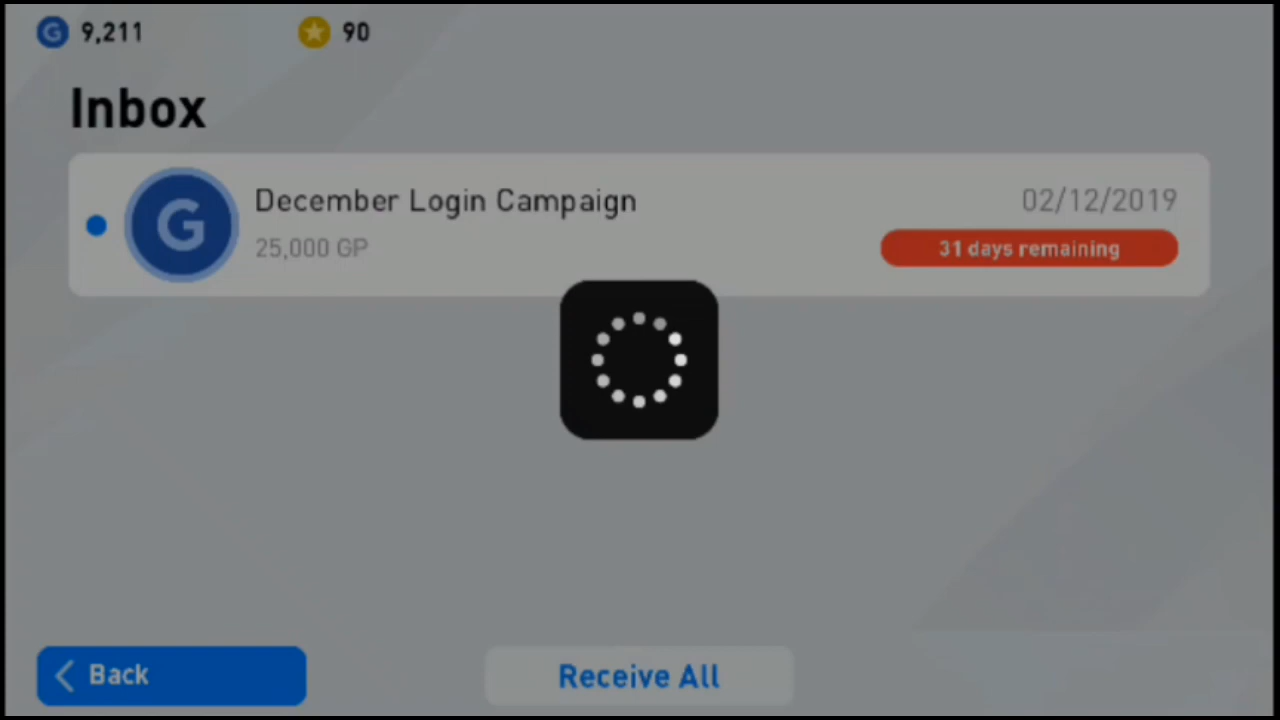 G 9,211 90
Inbox
G
December Login Campaign 02/12/2019
25,000 GP 31 days remaining
Back Receive All